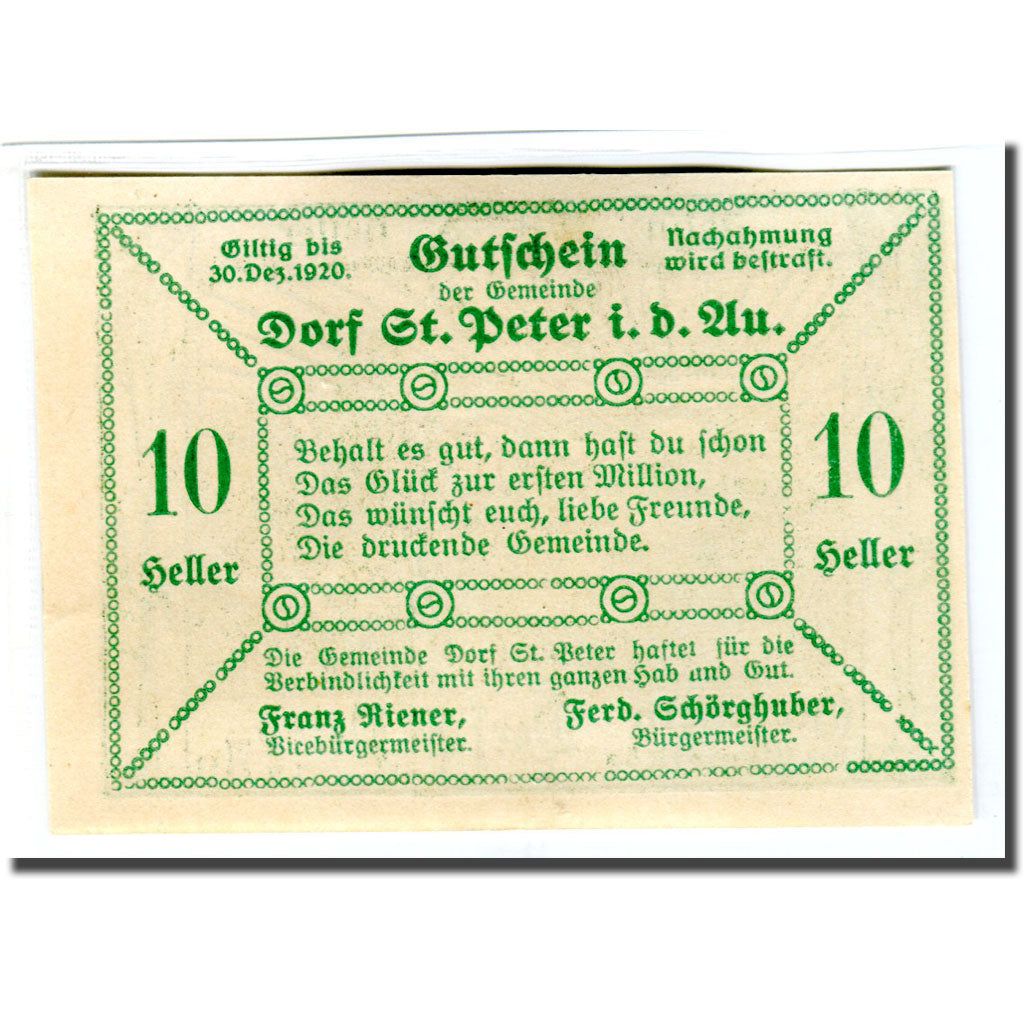 Giltig bis
30. Dez. 1920.
Gutschein
Nachahmung
wird bestraft.
der Gemeinde
Dorf St. Peter i. d. Au.
10
Heller
Behalt es gut, dann hast du schon
Das Glück zur ersten Million,
Das wünscht euch, liebe Freunde,
Die druckende Gemeinde.
10
Heller
Die Gemeinde Dorf St. Peter haftet für die
Verbindlichkeit mit ihren ganzen Hab und Gut.
Franz Riener,
Vicebürgermeister.
Ferd. Schörghuber,
Bürgermeister.